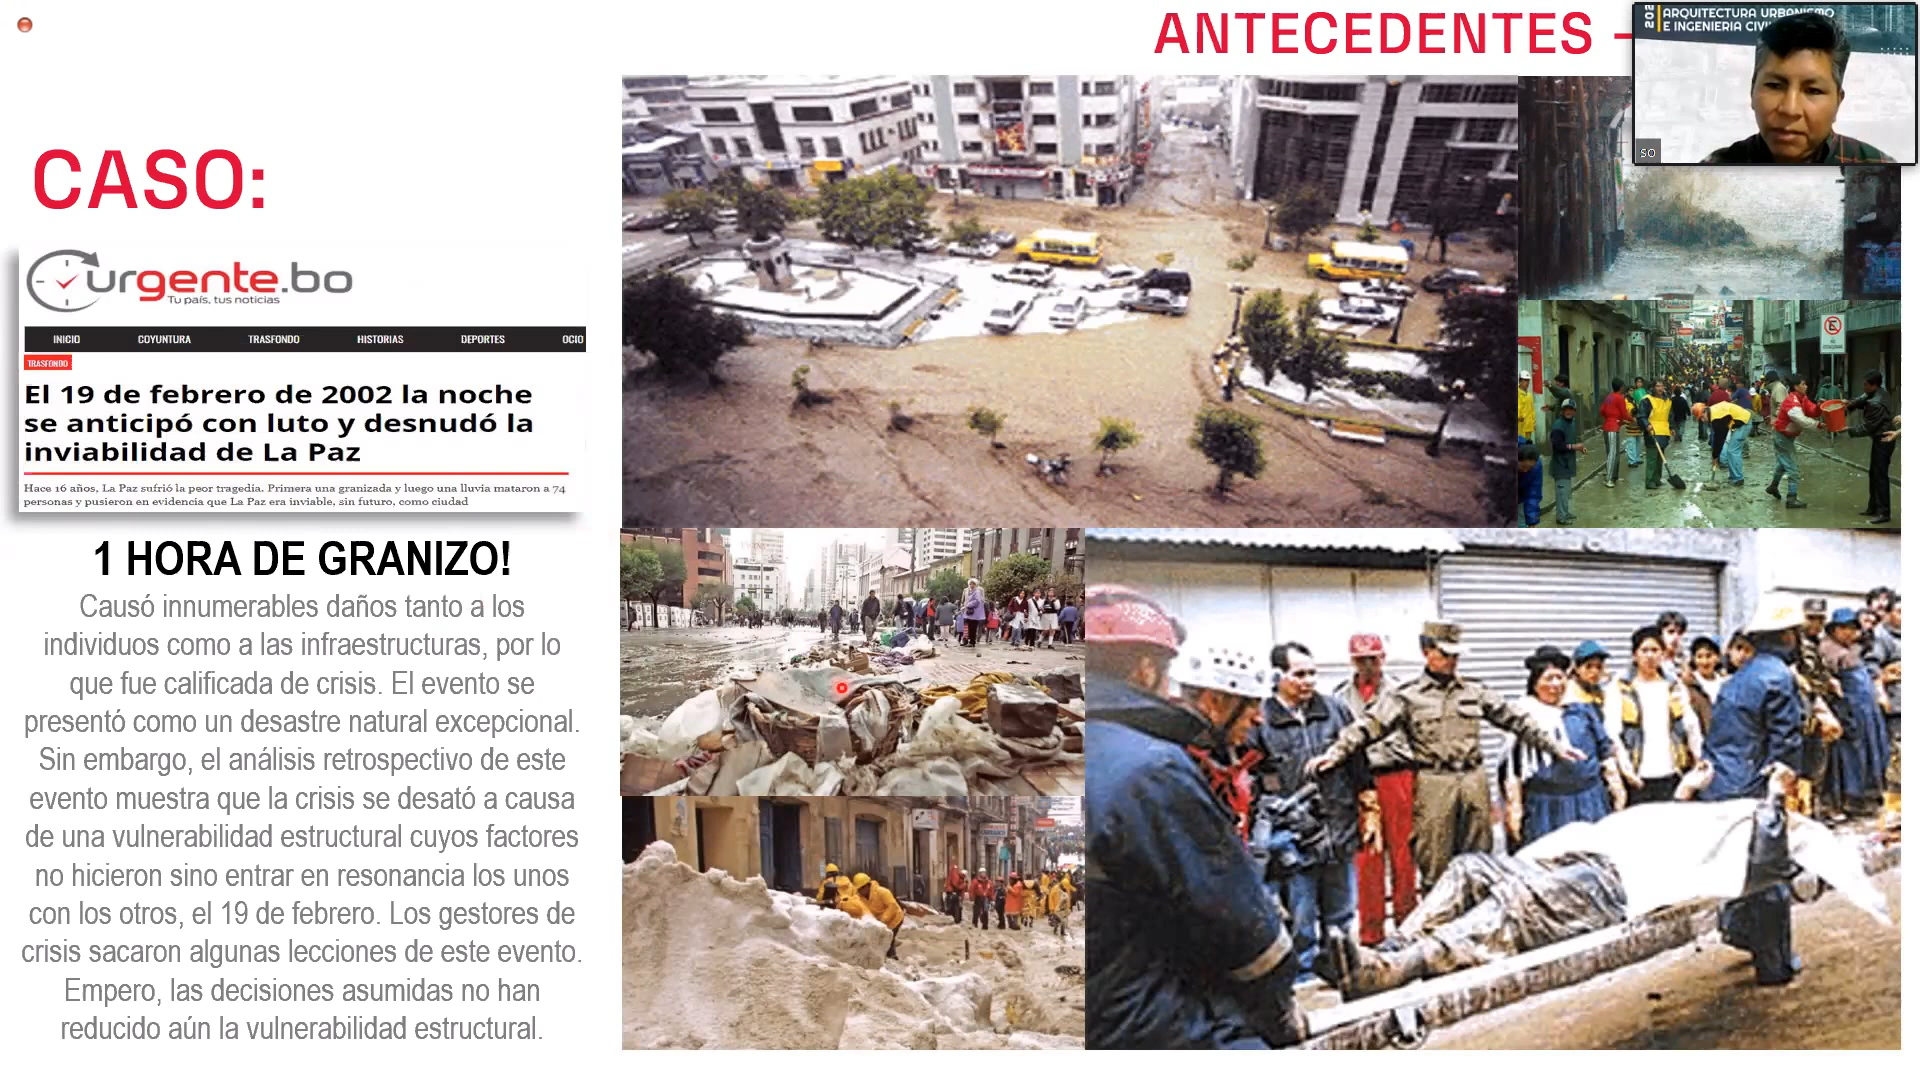 ANTECEDENTES -
ARQUITECTURA URBANISMO
E INGENIERIA CIVI
SO
CASO:
urgente.bo
Tu país, tus noticias
INICIO COYUNTURA TRASFONDO HISTORIAS DEPORTES OCIO
TRASFONDO
El 19 de febrero de 2002 la noche
se anticipó con luto y desnudó la
inviabilidad de La Paz
Hace 16 años, La Paz sufrió la peor tragedia. Primera una granizada y luego una lluvia mataron a 74
personas y pusieron en evidencia que La Paz era inviable, sin futuro, como ciudad
1 HORA DE GRANIZO!
Causó innumerables daños tanto a los
individuos como a las infraestructuras, por lo
que fue calificada de crisis. El evento se
presentó como un desastre natural excepcional.
Sin embargo, el análisis retrospectivo de este
evento muestra que la crisis se desató a causa
de una vulnerabilidad estructural cuyos factores
no hicieron sino entrar en resonancia los unos
con los otros, el 19 de febrero. Los gestores de
crisis sacaron algunas lecciones de este evento.
Empero, las decisiones asumidas no han
reducido aún la vulnerabilidad estructural.